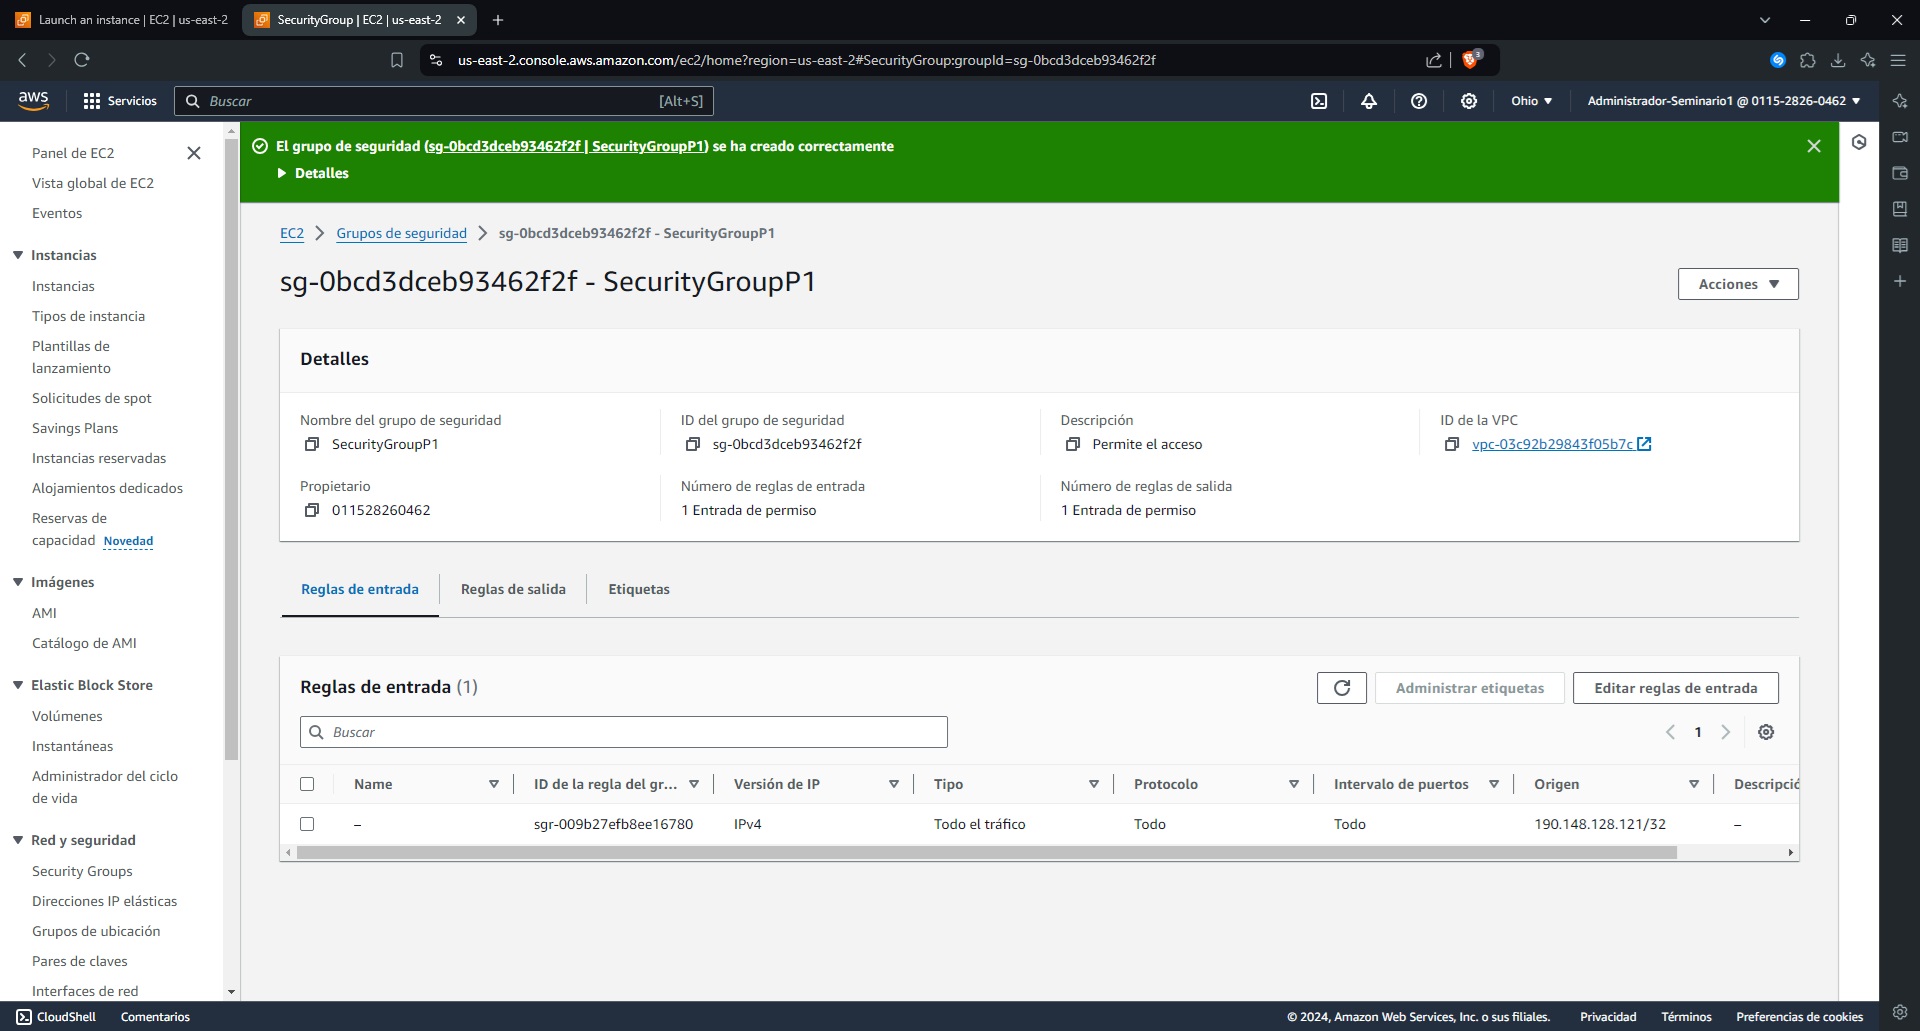 Launch an instance | EC2 | us-east-2
SecurityGroup | EC2 | us-east-2
us-east-2.console.aws.amazon.com/ec2/home?region=us-east-2#SecurityGroup:groupId=sg-0bcd3dceb93462f2f
3
aws
Servicios
Buscar
[Alt+S]
Ohio
Administrador-Seminario1 @ 0115-2826-0462
Panel de EC2
Vista global de EC2
Eventos
Instancias
Instancias
Tipos de instancia
Plantillas de
lanzamiento
Solicitudes de spot
Savings Plans
Instancias reservadas
Alojamientos dedicados
Reservas de
capacidad Novedad
Imágenes
AMI
Catálogo de AMI
Elastic Block Store
Volúmenes
Instantáneas
Administrador del ciclo
de vida
Red y seguridad
Security Groups
Direcciones IP elásticas
Grupos de ubicación
Pares de claves
Interfaces de red
El grupo de seguridad (sg-0bcd3dceb93462f2f | SecurityGroupP1) se ha creado correctamente
Detalles
EC2 > Grupos de seguridad > sg-0bcd3dceb93462f2f - SecurityGroupP1
sg-0bcd3dceb93462f2f - SecurityGroupP1
Acciones
Detalles
Nombre del grupo de seguridad
SecurityGroupP1
ID del grupo de seguridad
sg-0bcd3dceb93462f2f
Descripción
Permite el acceso
ID de la VPC
vpc-03c92b29843f05b7c
Propietario
011528260462
Número de reglas de entrada
1 Entrada de permiso
Número de reglas de salida
1 Entrada de permiso
Reglas de entrada
Reglas de salida
Etiquetas
Reglas de entrada (1)
Administrar etiquetas
Editar reglas de entrada
Buscar
1
Name
ID de la regla del gr...
Versión de IP
Tipo
Protocolo
Intervalo de puertos
Origen
Descripció
–
sgr-009b27efb8ee16780
IPv4
Todo el tráfico
Todo
Todo
190.148.128.121/32
–
CloudShell
Comentarios
© 2024, Amazon Web Services, Inc. o sus filiales.
Privacidad
Términos
Preferencias de cookies